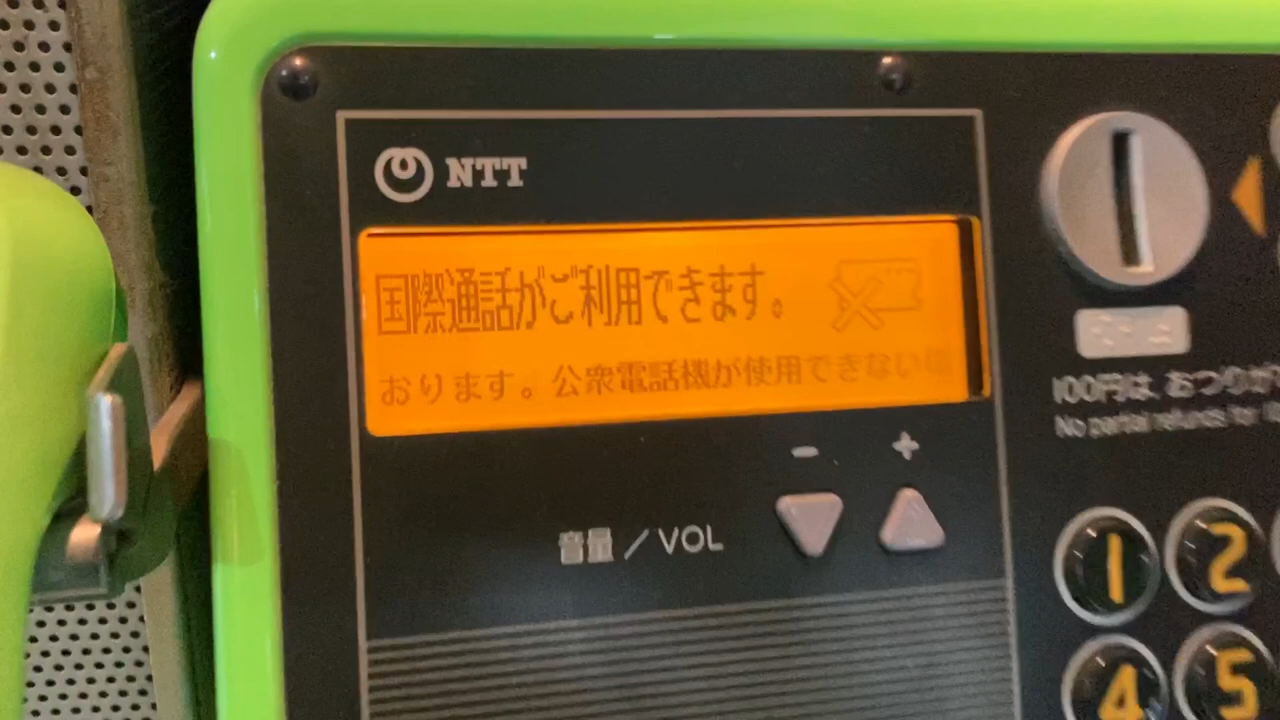 NTT
国際通話がご利用できます。
おります。公衆電話機が使用できない
音量／VOL
－ ＋
100円は、おつりが
No partial refunds for
1 2
4 5